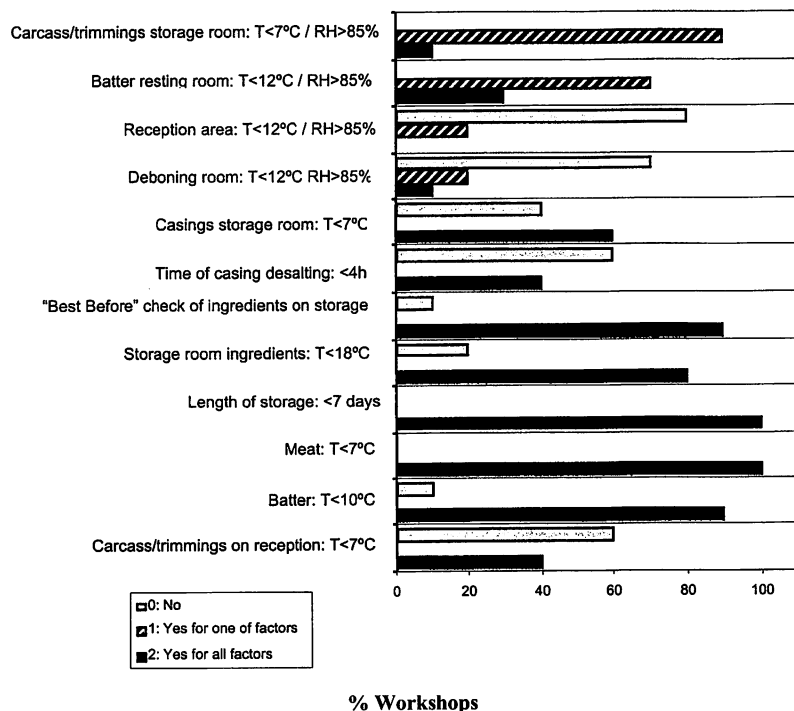 Carcass/trimmings storage room: T<7ºC / RH>85%
Batter resting room: T<12ºC / RH>85%
Reception area: T<12ºC / RH>85%
Deboning room: T<12ºC RH>85%
Casings storage room: T<7ºC
Time of casing desalting: <4h
"Best Before" check of ingredients on storage
Storage room ingredients: T<18ºC
Length of storage: <7 days
Meat: T<7ºC
Batter: T<10ºC
Carcass/trimmings on reception: T<7ºC
0 20 40 60 80 100
0: No
1: Yes for one of factors
2: Yes for all factors
% Workshops